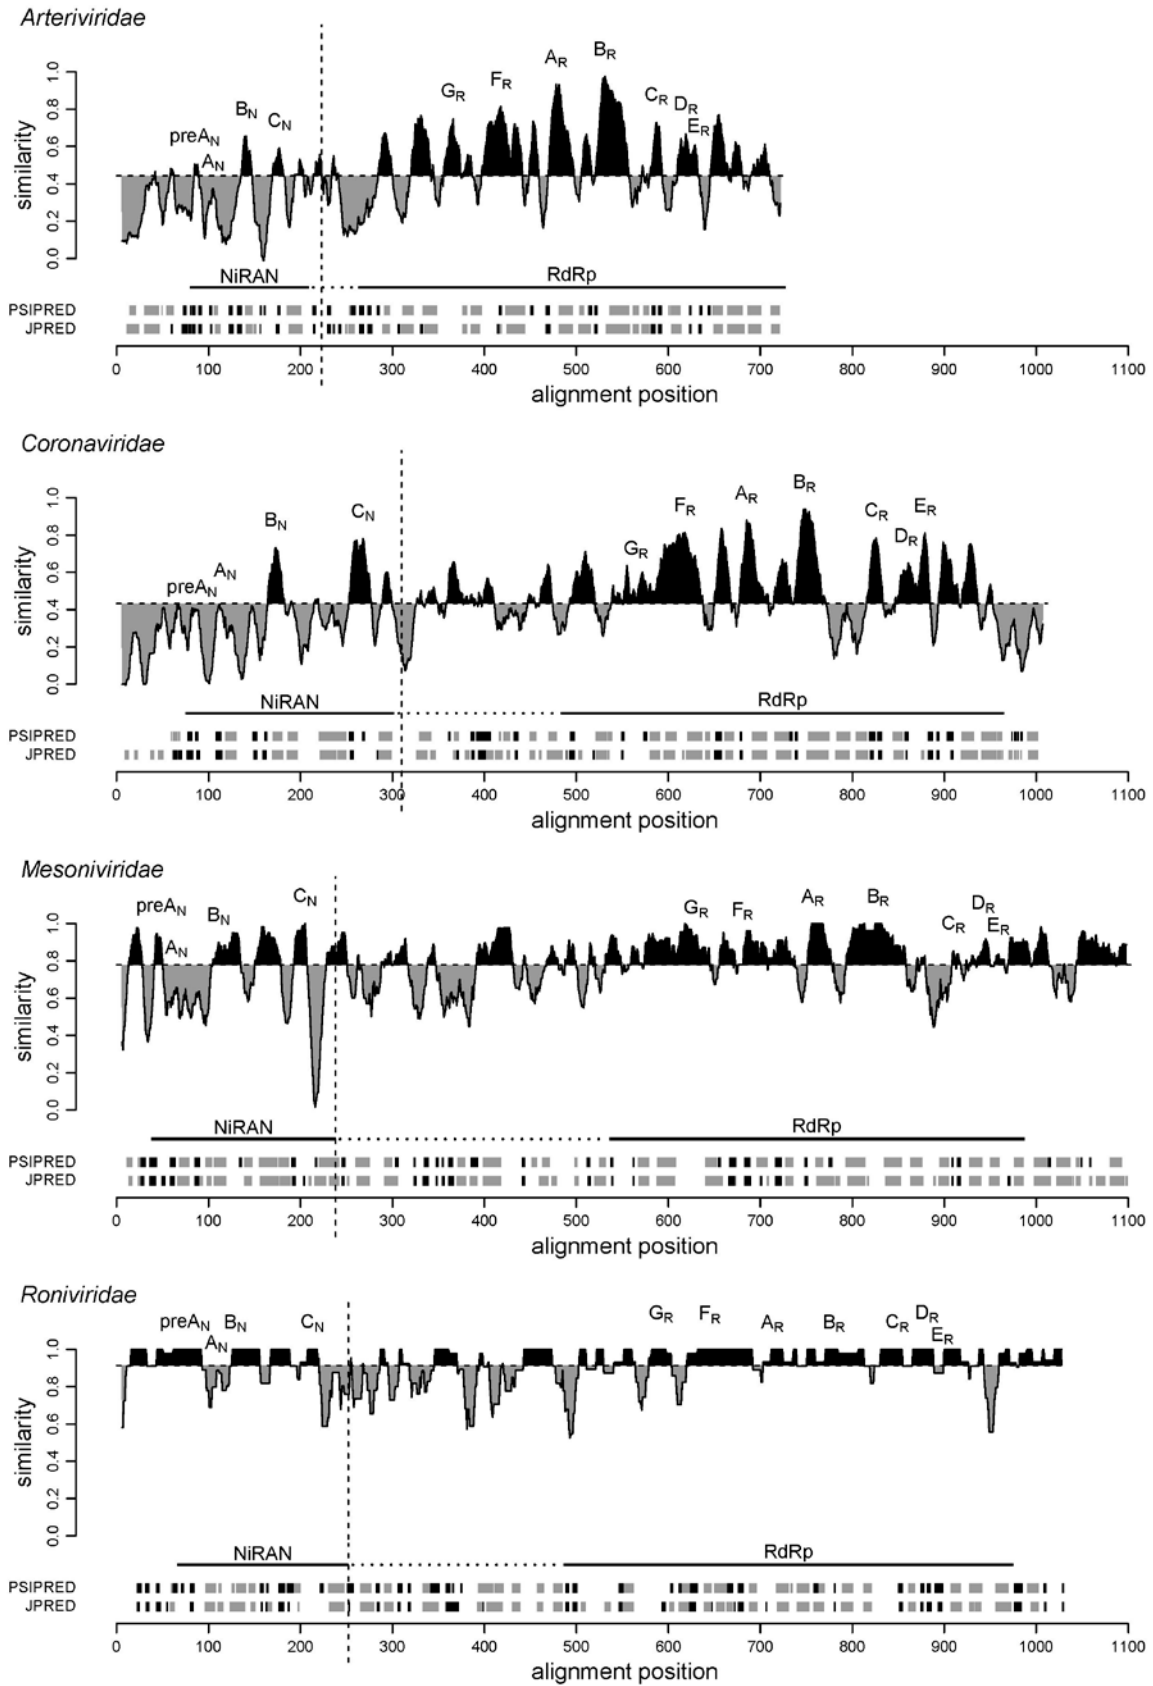 Arteriviridae
similarity
0.0 0.2 0.4 0.6 0.8 1.0
preAN AN BN CN GR FR AR BR CR DR ER
NiRAN RdRp
PSIPRED
JPRED
0 100 200 300 400 500 600 700 800 900 1000 1100
alignment position
Coronaviridae
similarity
0.0 0.2 0.4 0.6 0.8 1.0
preAN AN BN CN GR FR AR BR CR DR ER
NiRAN RdRp
PSIPRED
JPRED
0 100 200 300 400 500 600 700 800 900 1000 1100
alignment position
Mesoniviridae
similarity
0.0 0.2 0.4 0.6 0.8 1.0
preAN AN BN CN GR FR AR BR CR DR ER
NiRAN RdRp
PSIPRED
JPRED
0 100 200 300 400 500 600 700 800 900 1000 1100
alignment position
Roniviridae
similarity
0.0 0.2 0.4 0.6 0.8 1.0
preAN AN BN CN GR FR AR BR CR DR ER
NiRAN RdRp
PSIPRED
JPRED
0 100 200 300 400 500 600 700 800 900 1000 1100
alignment position